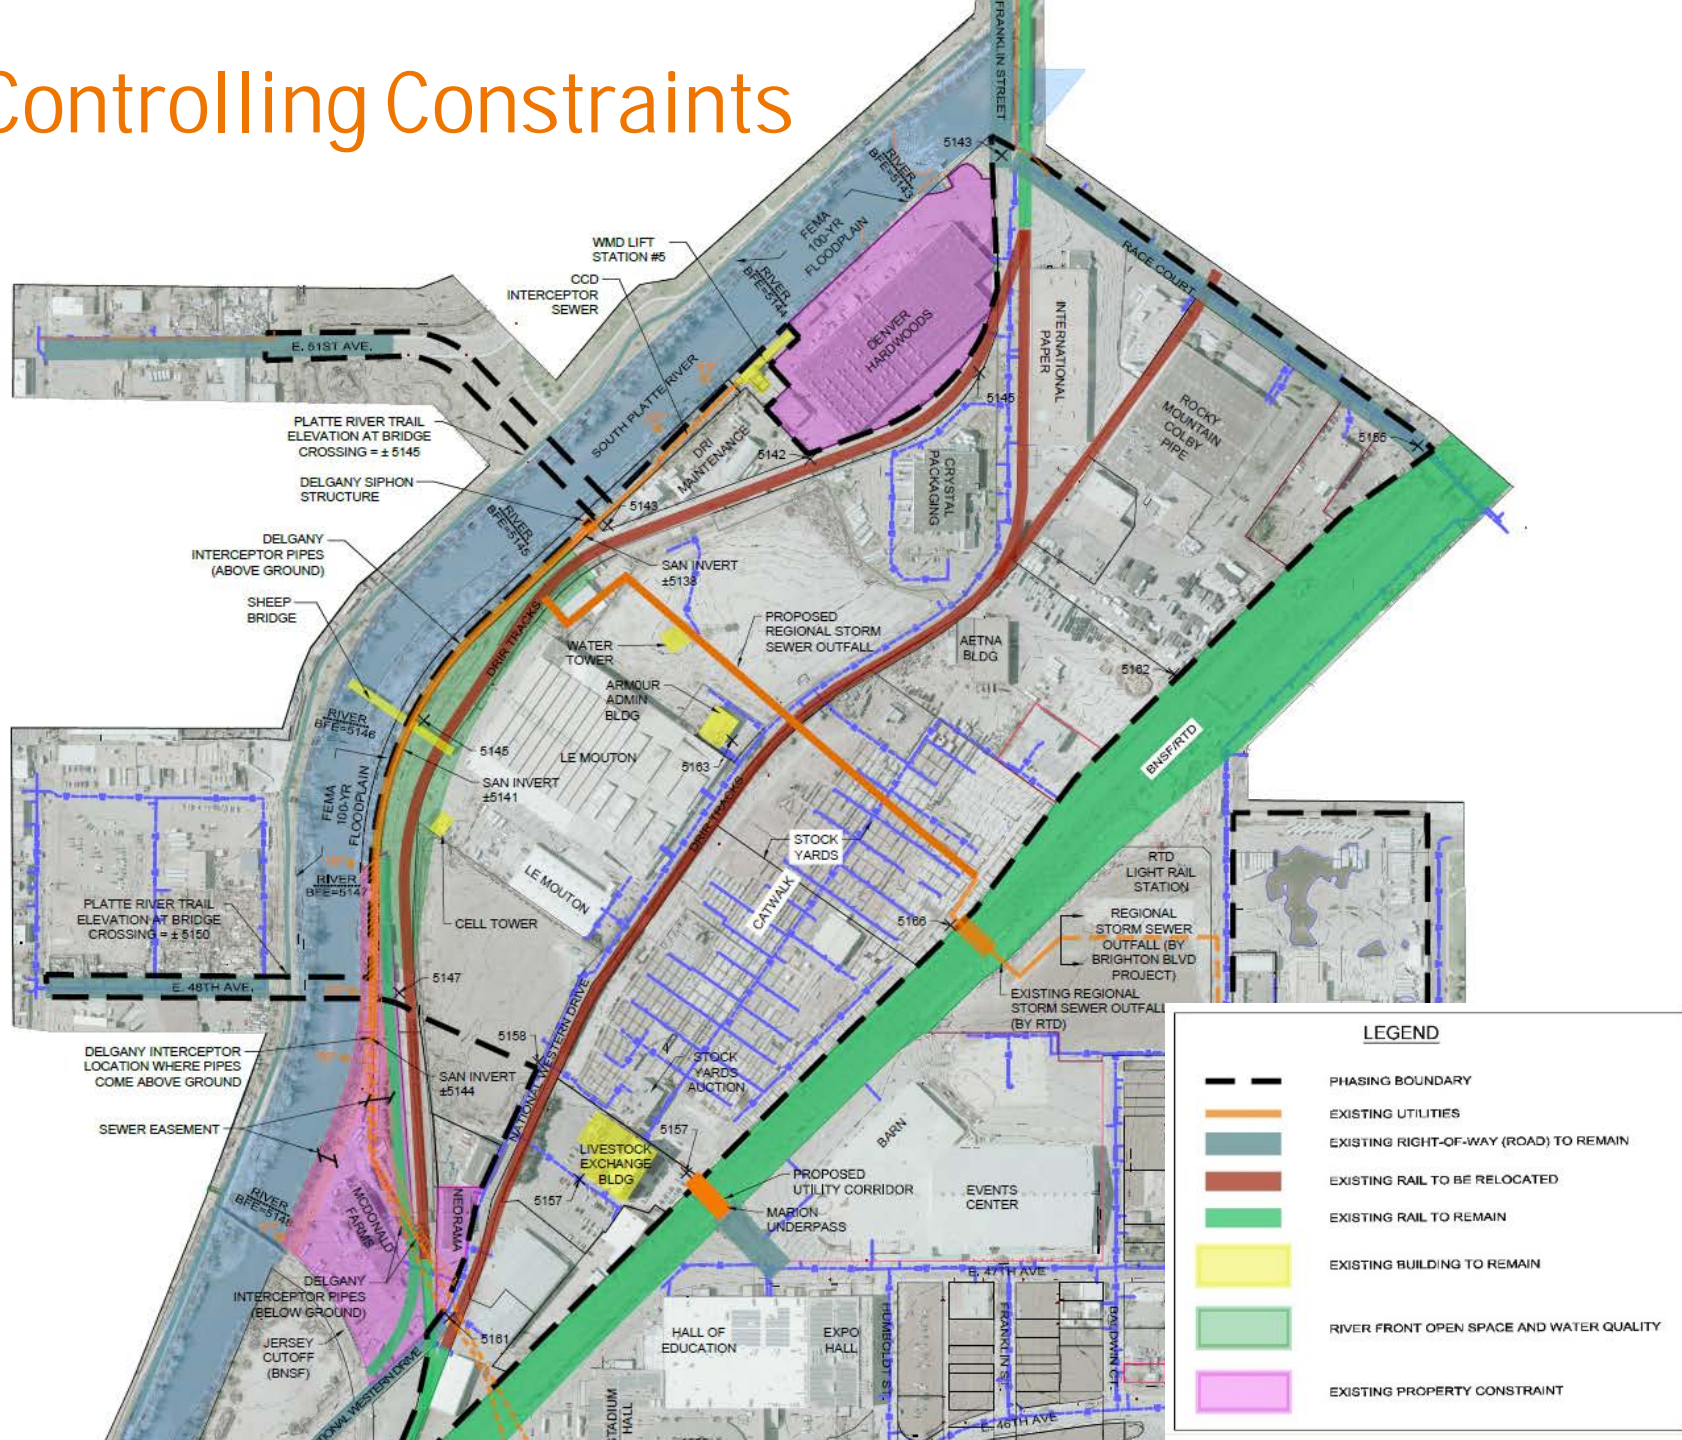 Controlling Constraints
FRANKLIN STREET
5143
RIVER
BFE=5143
FEMA
100-YR
FLOODPLAIN
WMD LIFT
STATION #5
RIVER
BFE=5144
RACE COURT
CCD
INTERCEPTOR
SEWER
DENVER
HARDWOODS
INTERNATIONAL
PAPER
E. 51ST AVE.
SOUTH PLATTE RIVER
5145
ROCKY
MOUNTAIN
COLBY
PIPE
5155
PLATTE RIVER TRAIL
ELEVATION AT BRIDGE
CROSSING = ± 5145
DRI
MAINTENANCE
5142
CRYSTAL
PACKAGING
DELGANY SIPHON
STRUCTURE
5143
RIVER
BFE=5145
DELGANY
INTERCEPTOR PIPES
(ABOVE GROUND)
SAN INVERT
±5138
SHEEP
BRIDGE
DRIR TRACKS
WATER
TOWER
PROPOSED
REGIONAL STORM
SEWER OUTFALL
AETNA
BLDG
5162
ARMOUR
ADMIN
BLDG
RIVER
BFE=5146
5145
LE MOUTON
5163
BNSF/RTD
SAN INVERT
±5141
FEMA
100-YR
FLOODPLAIN
DRIR TRACKS
STOCK
YARDS
RTD
LIGHT RAIL
STATION
RIVER
BFE=5147
LE MOUTON
CATWALK
PLATTE RIVER TRAIL
ELEVATION AT BRIDGE
CROSSING = ± 5150
CELL TOWER
5166
REGIONAL
STORM SEWER
OUTFALL (BY
BRIGHTON BLVD
PROJECT)
E. 48TH AVE.
5147
EXISTING REGIONAL
STORM SEWER OUTFALL
(BY RTD)
NATIONAL WESTERN DRIVE
5158
DELGANY INTERCEPTOR
LOCATION WHERE PIPES
COME ABOVE GROUND
SAN INVERT
±5144
STOCK
YARDS
AUCTION
SEWER EASEMENT
5157
BARN
LIVESTOCK
EXCHANGE
BLDG
PROPOSED
UTILITY CORRIDOR
EVENTS
CENTER
RIVER
MCDONALD
FARMS
NEDRAMA
5157
MARION
UNDERPASS
DELGANY
INTERCEPTOR PIPES
(BELOW GROUND)
E. 47TH AVE
JERSEY
CUTOFF
(BNSF)
5161
HALL OF
EDUCATION
EXPO
HALL
HUMBOLDT ST.
FRANKLIN ST.
BALDWIN CT.
NATIONAL WESTERN DRIVE
STADIUM
HALL
E. 46TH AVE
LEGEND
PHASING BOUNDARY
EXISTING UTILITIES
EXISTING RIGHT-OF-WAY (ROAD) TO REMAIN
EXISTING RAIL TO BE RELOCATED
EXISTING RAIL TO REMAIN
EXISTING BUILDING TO REMAIN
RIVER FRONT OPEN SPACE AND WATER QUALITY
EXISTING PROPERTY CONSTRAINT